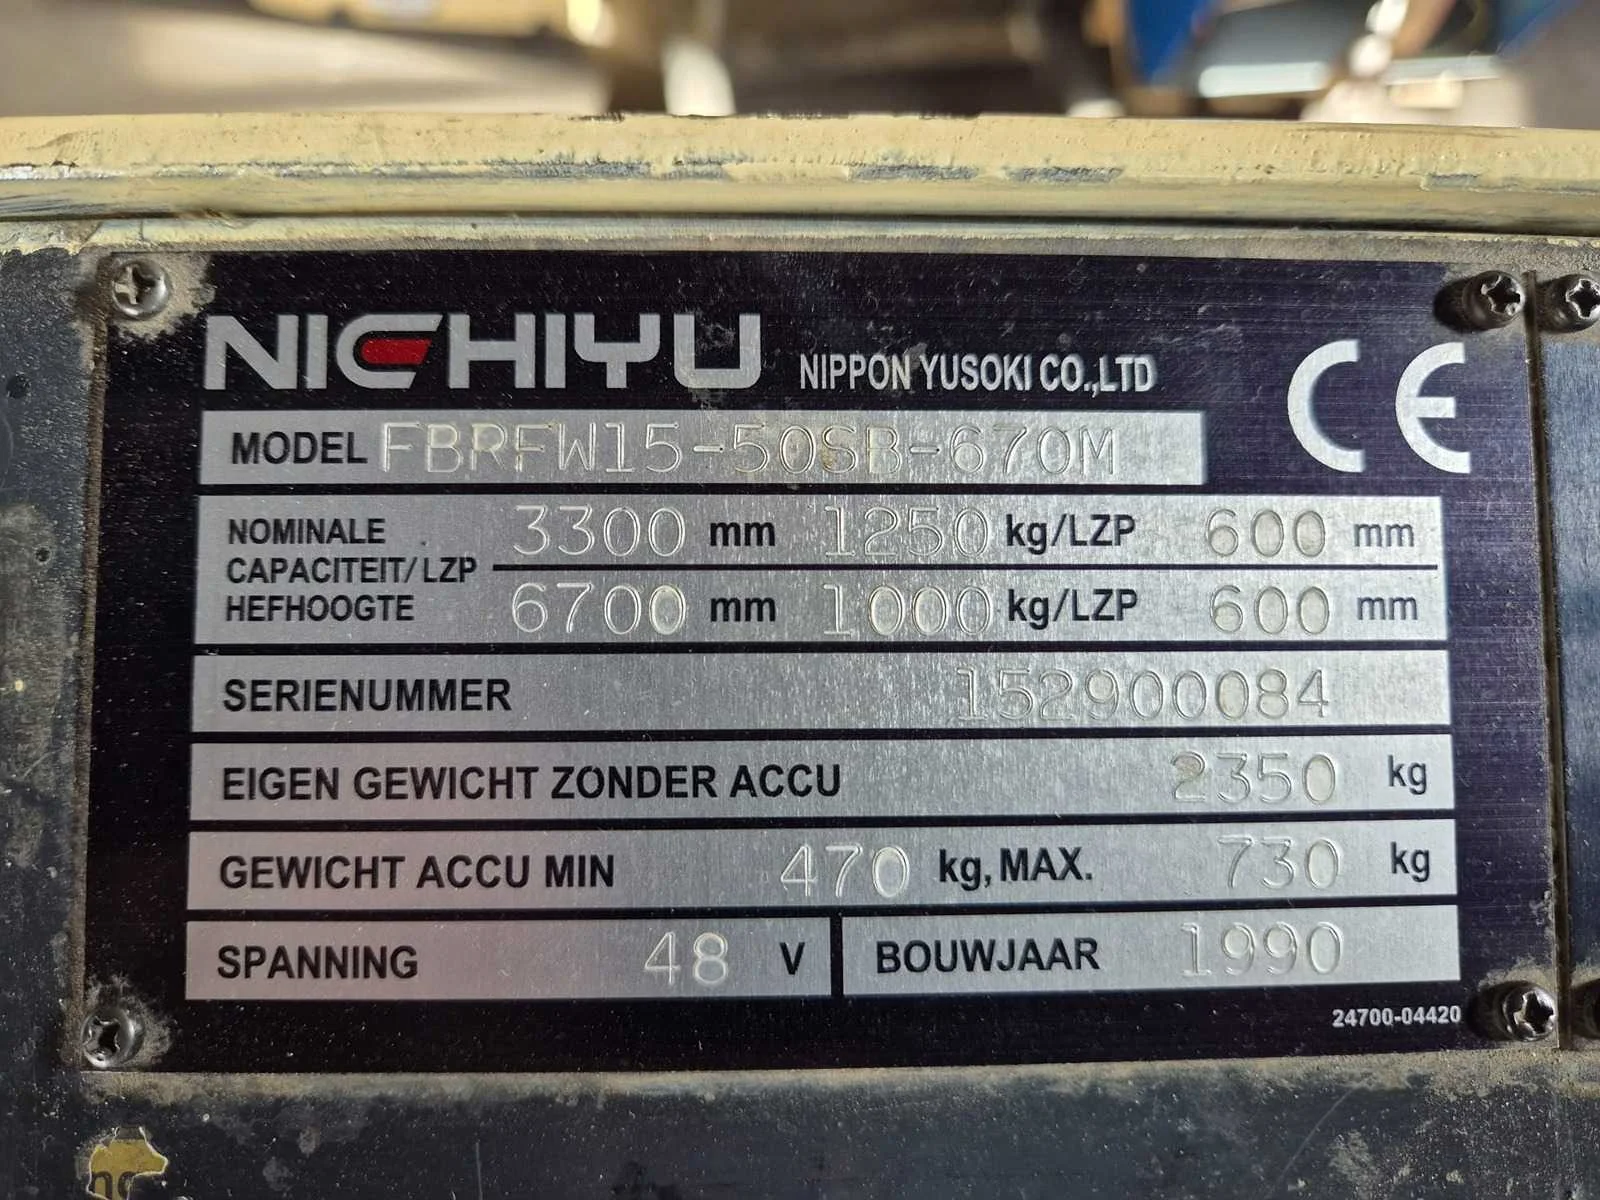 NICHIYU NIPPON YUSOKI CO.,LTD
CE
MODEL FBRFW15-50SB-670M
NOMINALE
CAPACITEIT/LZP
HEFHOOGTE
3300 mm 1250 kg/LZP 600 mm
6700 mm 1000 kg/LZP 600 mm
SERIENUMMER 152900084
EIGEN GEWICHT ZONDER ACCU 2350 kg
GEWICHT ACCU MIN 470 kg, MAX. 730 kg
SPANNING 48 V BOUWJAAR 1990
24700-04420